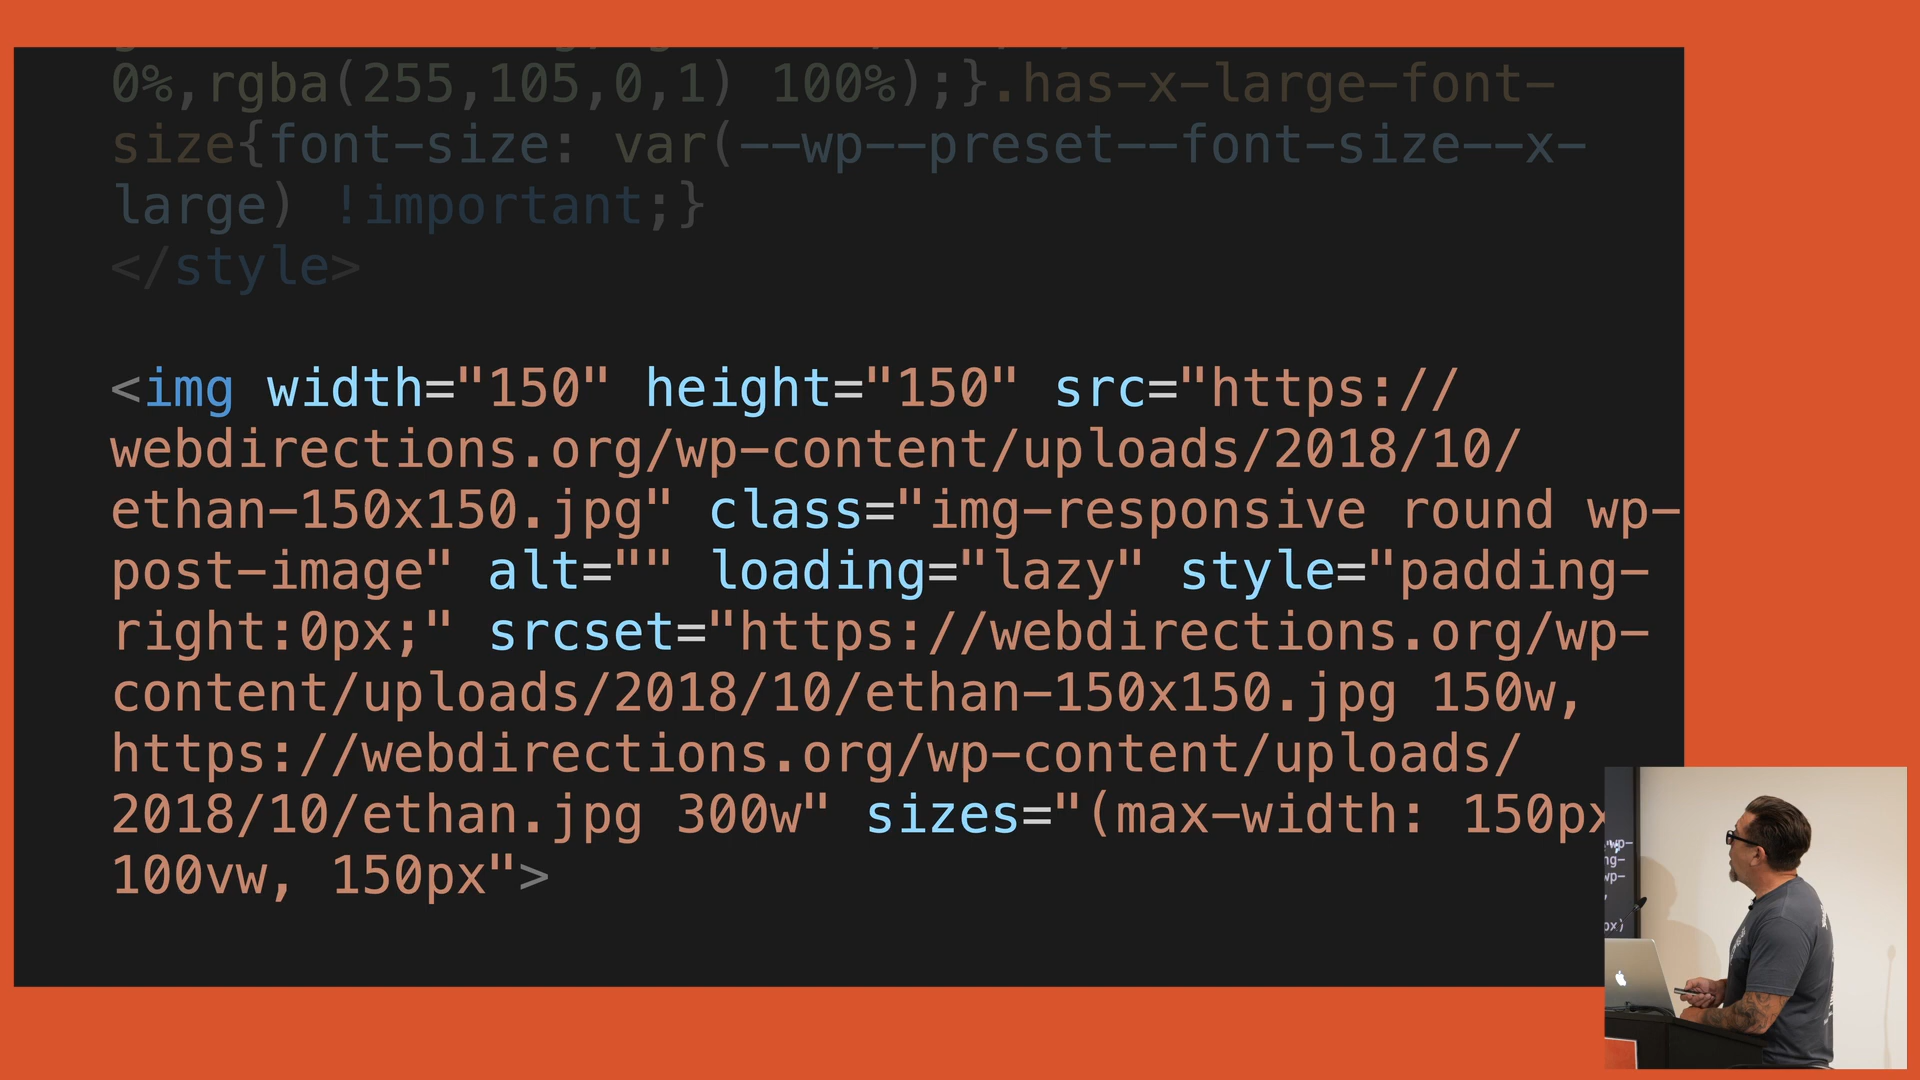 0%,rgba(255,105,0,1) 100%);}.has-x-large-font-
size{font-size: var(--wp--preset--font-size--x-
large) !important;}
</style>
<img width="150" height="150" src="https://
webdirections.org/wp-content/uploads/2018/10/
ethan-150x150.jpg" class="img-responsive round wp-
post-image" alt="" loading="lazy" style="padding-
right:0px;" srcset="https://webdirections.org/wp-
content/uploads/2018/10/ethan-150x150.jpg 150w,
https://webdirections.org/wp-content/uploads/
2018/10/ethan.jpg 300w" sizes="(max-width: 150px
100vw, 150px">